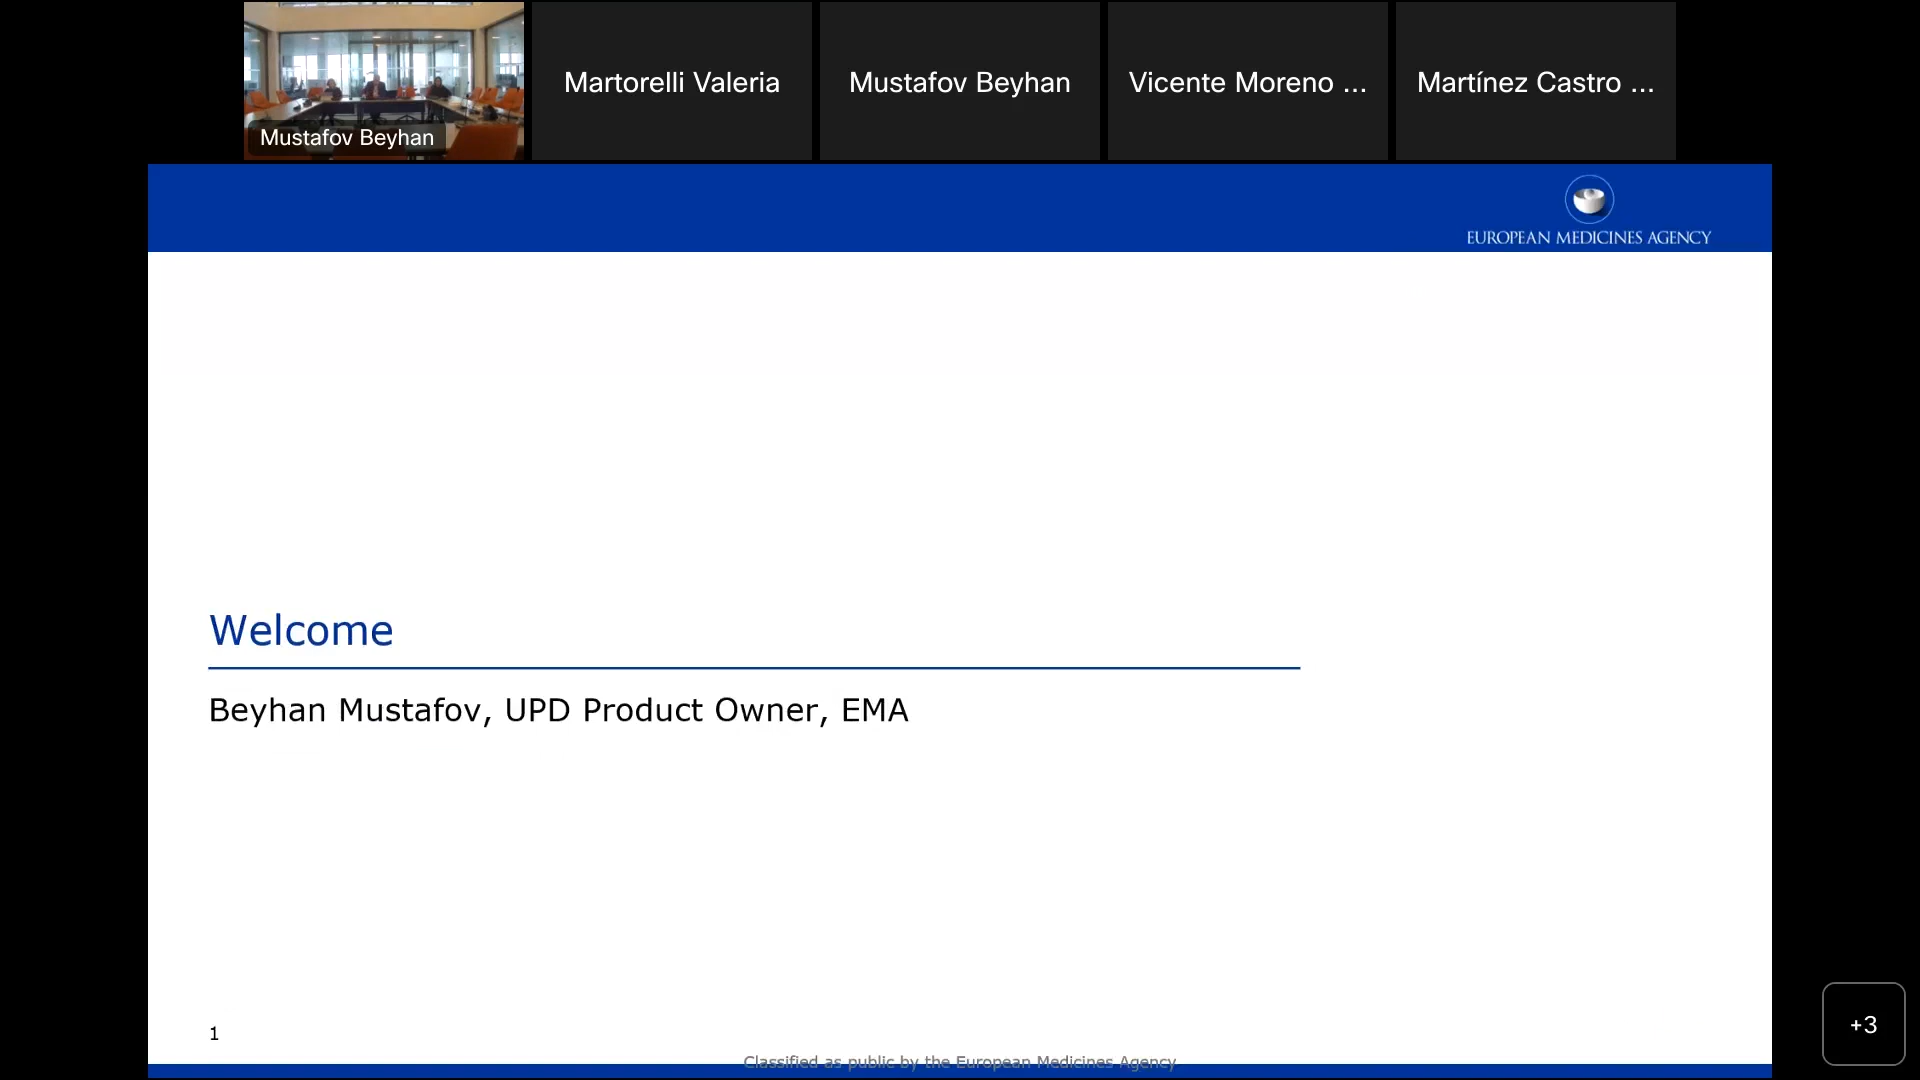 Mustafov Beyhan
Martorelli Valeria
Mustafov Beyhan
Vicente Moreno ...
Martínez Castro ...
EUROPEAN MEDICINES AGENCY
Welcome
Beyhan Mustafov, UPD Product Owner, EMA
1
Classified as public by the European Medicines Agency
+3